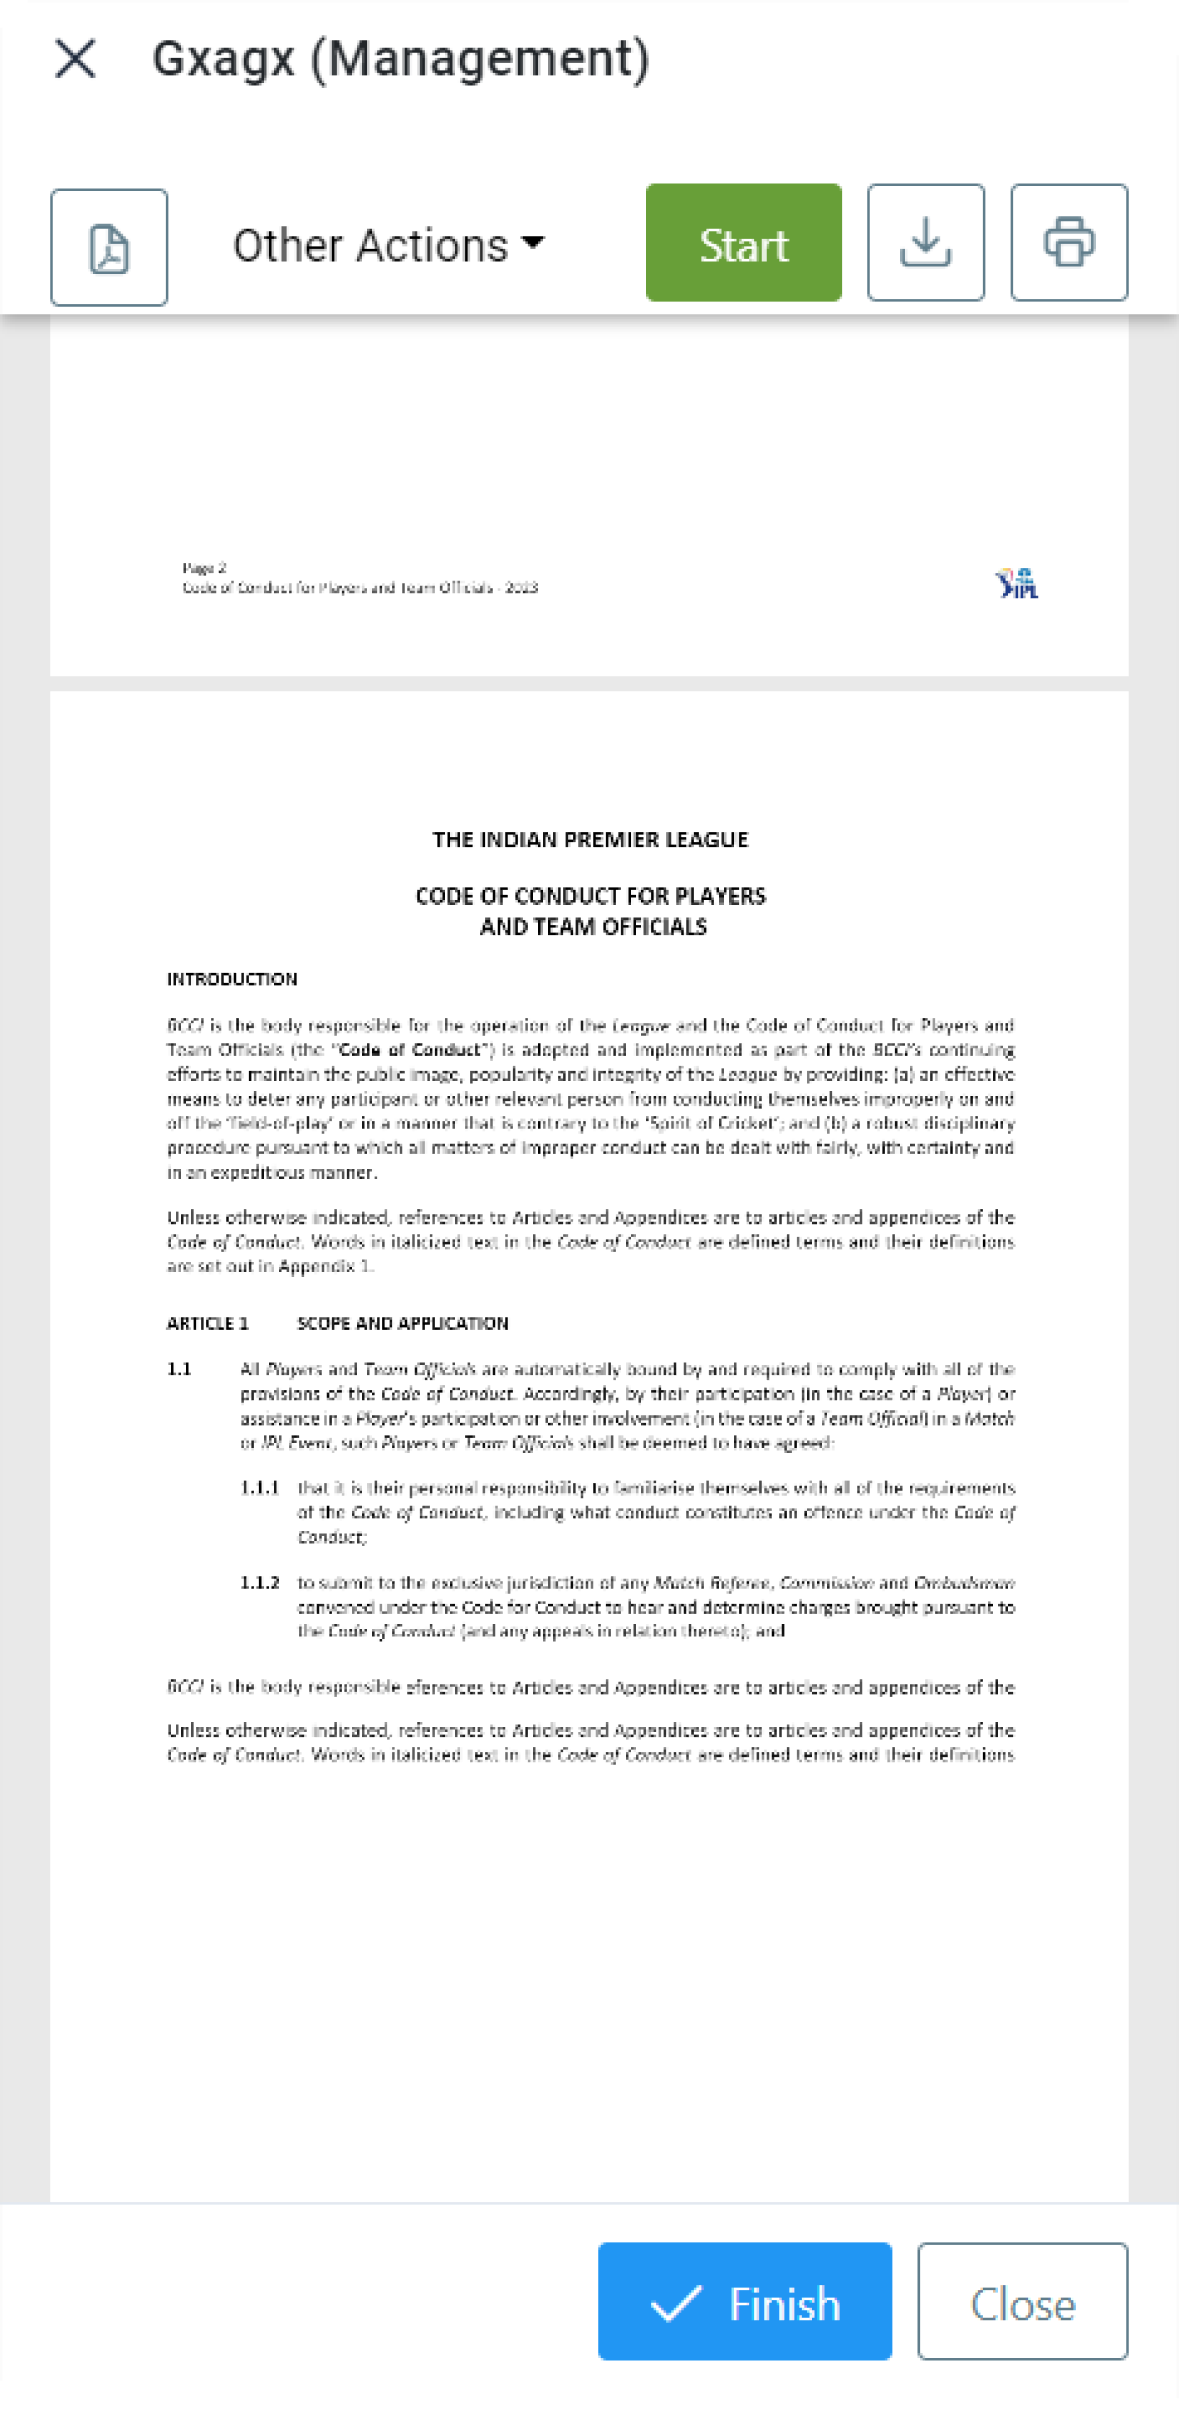 Gxagx (Management)
Other Actions
Start
Page 2
Code of Conduct for Players and Team Officials - 2023
IPL
THE INDIAN PREMIER LEAGUE
CODE OF CONDUCT FOR PLAYERS
AND TEAM OFFICIALS
INTRODUCTION
BCCI is the body responsible for the operation of the League and the Code of Conduct for Players and
Team Officials (the "Code of Conduct") is adopted and implemented as part of the BCCI's continuing
efforts to maintain the public image, popularity and integrity of the League by providing: (a) an effective
means to deter any participant or other relevant person from conducting themselves improperly on and
off the 'field-of-play' or in a manner that is contrary to the 'Spirit of Cricket'; and (b) a robust disciplinary
procedure pursuant to which all matters of improper conduct can be dealt with fairly, with certainty and
in an expeditious manner.
Unless otherwise indicated, references to Articles and Appendices are to articles and appendices of the
Code of Conduct. Words in italicized text in the Code of Conduct are defined terms and their definitions
are set out in Appendix 1.
ARTICLE 1 SCOPE AND APPLICATION
1.1 All Players and Team Officials are automatically bound by and required to comply with all of the
provisions of the Code of Conduct. Accordingly, by their participation (in the case of a Player) or
assistance in a Player's participation or other involvement (in the case of a Team Official) in a Match
or IPL Event, such Players or Team Officials shall be deemed to have agreed:
1.1.1 that it is their personal responsibility to familiarise themselves with all of the requirements
of the Code of Conduct, including what conduct constitutes an offence under the Code of
Conduct;
1.1.2 to submit to the exclusive jurisdiction of any Match Referee, Commission and Ombudsman
convened under the Code for Conduct to hear and determine charges brought pursuant to
the Code of Conduct (and any appeals in relation thereto); and
BCCI is the body responsible eferences to Articles and Appendices are to articles and appendices of the
Unless otherwise indicated, references to Articles and Appendices are to articles and appendices of the
Code of Conduct. Words in italicized text in the Code of Conduct are defined terms and their definitions
Finish
Close